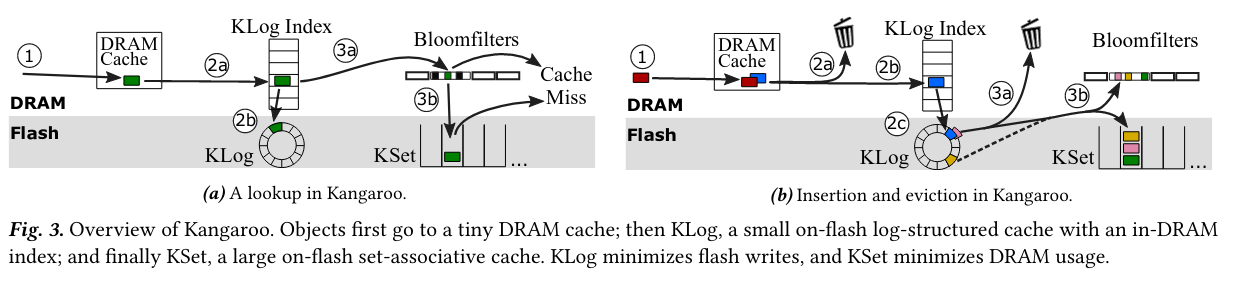 KLog Index
DRAM
Cache
1
2a
3a
Bloomfilters
Cache
Miss
DRAM
Flash
2b
3b
KLog
KSet
...
(a) A lookup in Kangaroo.
KLog Index
DRAM
Cache
1
2a
2b
3a
Bloomfilters
3b
DRAM
Flash
2c
KLog
KSet
...
(b) Insertion and eviction in Kangaroo.
Fig. 3. Overview of Kangaroo. Objects first go to a tiny DRAM cache; then KLog, a small on-flash log-structured cache with an in-DRAM
index; and finally KSet, a large on-flash set-associative cache. KLog minimizes flash writes, and KSet minimizes DRAM usage.